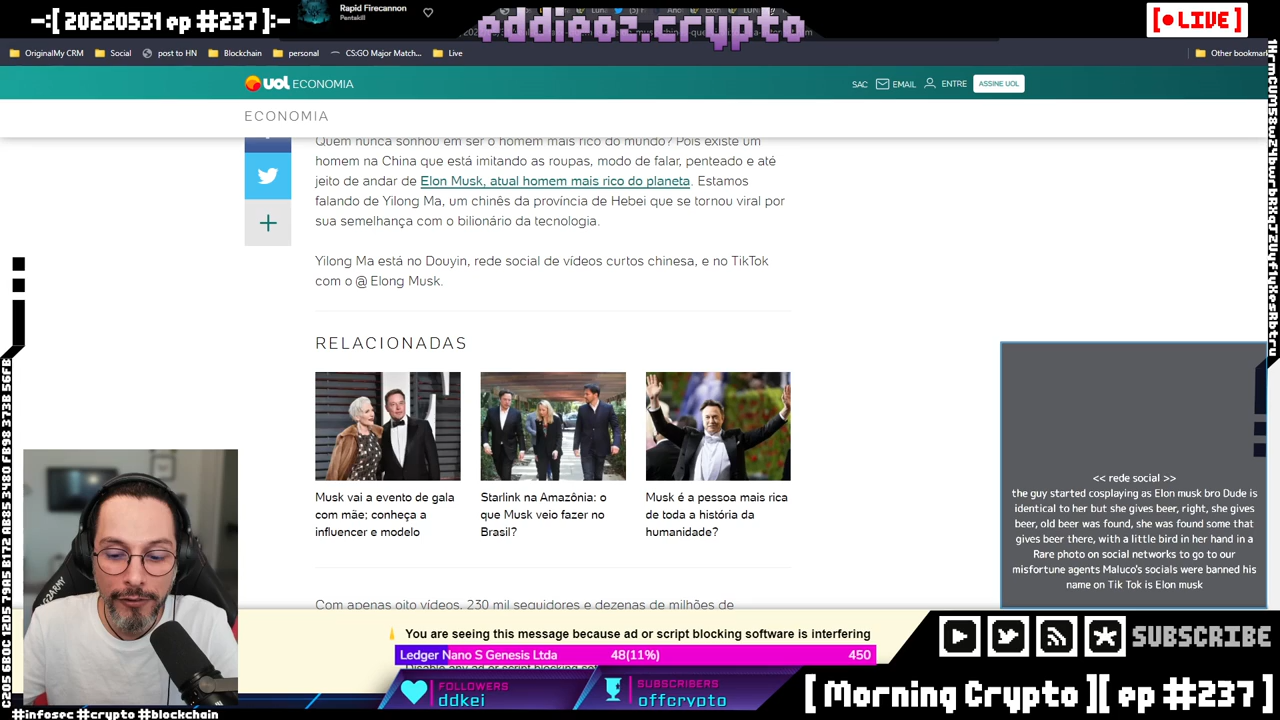 -:[ 20220531 ep #237 ]:-
Rapid Firecannon
Pentakill
eddieoz.crypto
[ • LIVE ]
OriginalMy CRM
Social
post to HN
Blockchain
personal
CS:GO Major Match...
Live
Other bookmar
uol ECONOMIA
SAC
EMAIL
ENTRE
ASSINE UOL
ECONOMIA
Quem nunca sonhou em ser o homem mais rico do mundo? Pois existe um
homem na China que está imitando as roupas, modo de falar, penteado e até
jeito de andar de Elon Musk, atual homem mais rico do planeta. Estamos
falando de Yilong Ma, um chinês da província de Hebei que se tornou viral por
sua semelhança com o bilionário da tecnologia.
Yilong Ma está no Douyin, rede social de vídeos curtos chinesa, e no TikTok
com o @ Elong Musk.
RELACIONADAS
Musk vai a evento de gala
com mãe; conheça a
influencer e modelo
Starlink na Amazônia: o
que Musk veio fazer no
Brasil?
Musk é a pessoa mais rica
de toda a história da
humanidade?
Com apenas oito vídeos, 230 mil seguidores e dezenas de milhões de
<< rede social >>
the guy started cosplaying as Elon musk bro Dude is
identical to her but she gives beer, right, she gives
beer, old beer was found, she was found some that
gives beer there, with a little bird in her hand in a
Rare photo on social networks to go to our
misfortune agents Maluco's socials were banned his
name on Tik Tok is Elon musk
You are seeing this message because ad or script blocking software is interfering
Ledger Nano S Genesis Ltda 48(11%) 450
FOLLOWERS
ddkei
SUBSCRIBERS
offcrypto
SUBSCRIBE
[ Morning Crypto ][ ep #237 ]
#infosec #crypto #blockchain